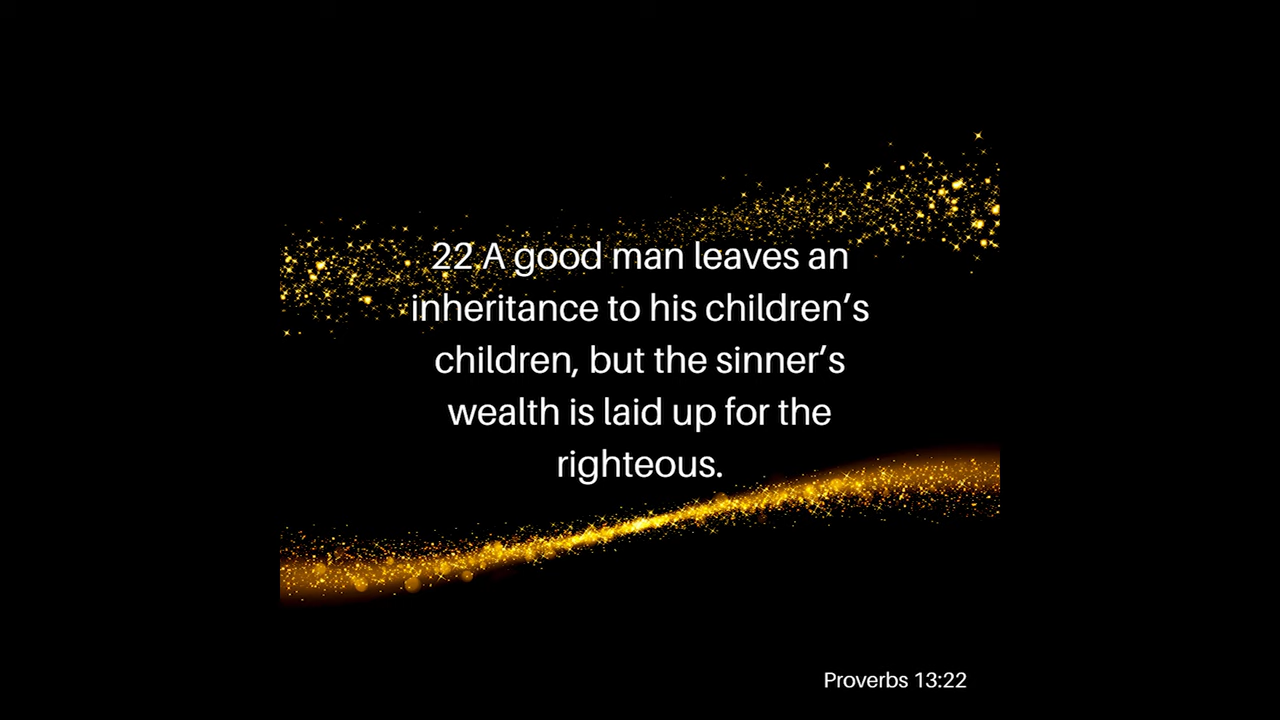 22 A good man leaves an
inheritance to his children’s
children, but the sinner’s
wealth is laid up for the
righteous.
Proverbs 13:22